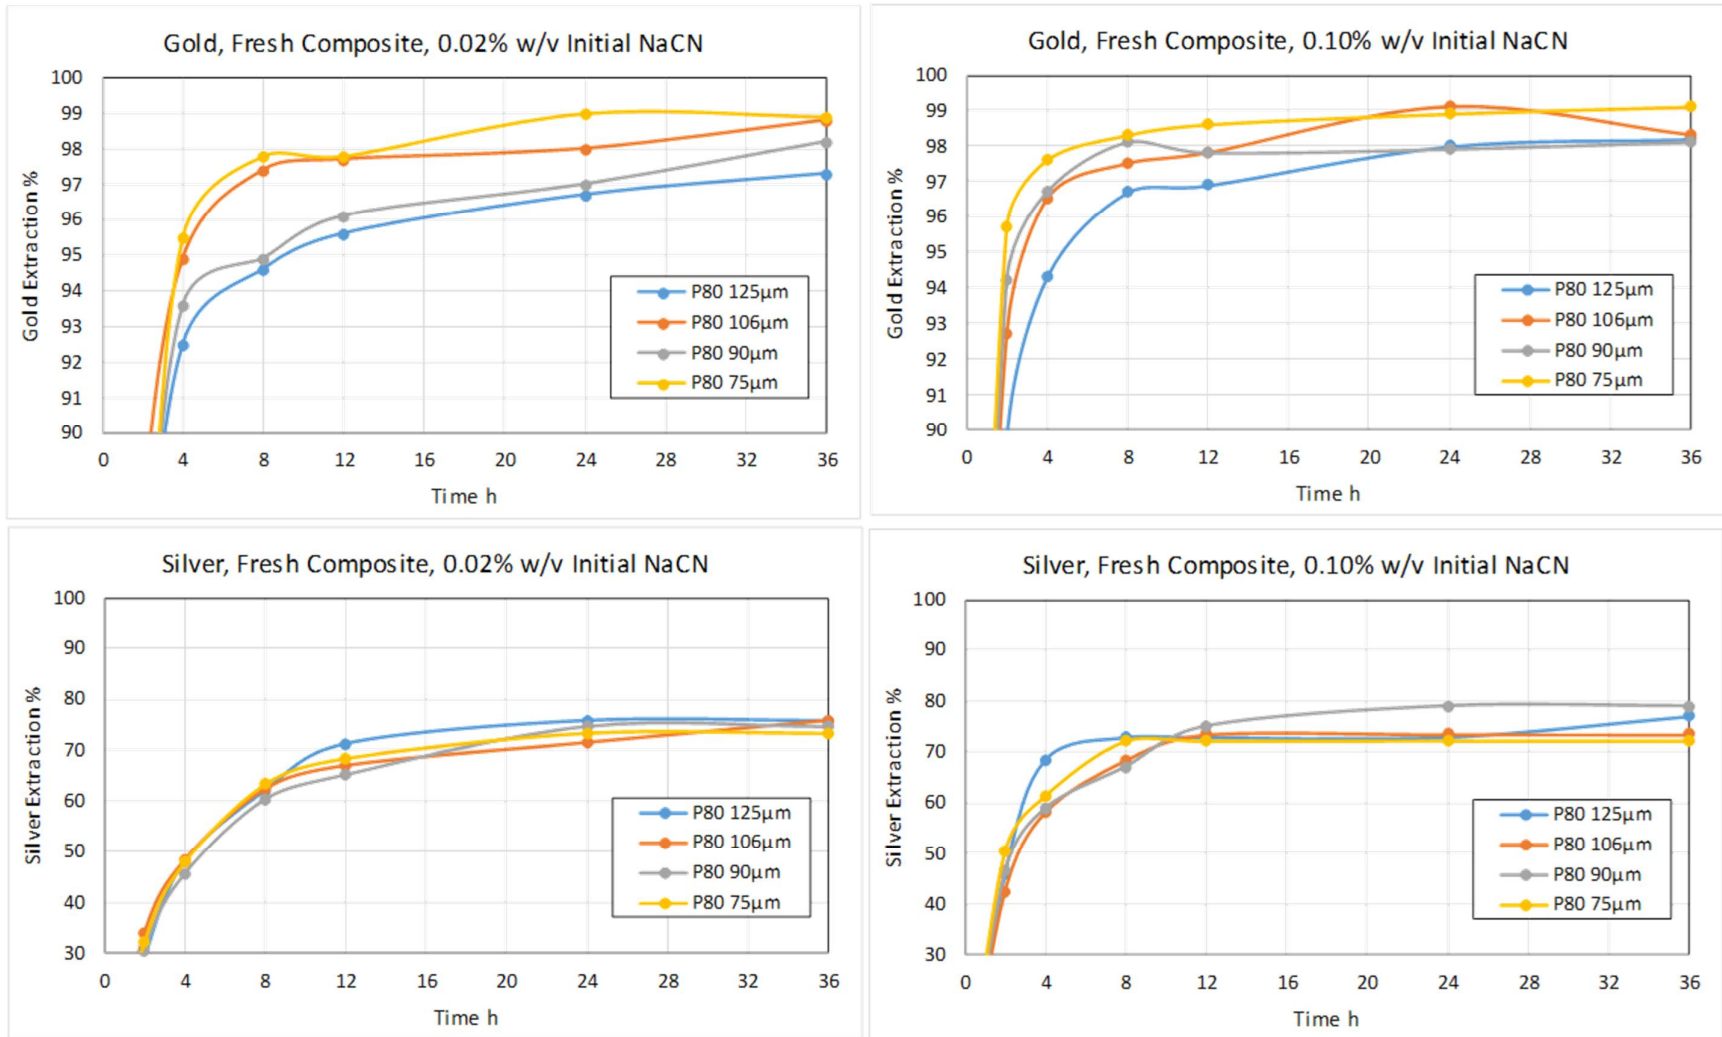 Gold, Fresh Composite, 0.02% w/v Initial NaCN
100
99
98
97
96
95
94
93
92
91
90
Gold Extraction %
P80 125µm
P80 106µm
P80 90µm
P80 75µm
0 4 8 12 16 20 24 28 32 36
Time h
Gold, Fresh Composite, 0.10% w/v Initial NaCN
100
99
98
97
96
95
94
93
92
91
90
Gold Extraction %
P80 125µm
P80 106µm
P80 90µm
P80 75µm
0 4 8 12 16 20 24 28 32 36
Time h
Silver, Fresh Composite, 0.02% w/v Initial NaCN
100
90
80
70
60
50
40
30
Silver Extraction %
P80 125µm
P80 106µm
P80 90µm
P80 75µm
0 4 8 12 16 20 24 28 32 36
Time h
Silver, Fresh Composite, 0.10% w/v Initial NaCN
100
90
80
70
60
50
40
30
Silver Extraction %
P80 125µm
P80 106µm
P80 90µm
P80 75µm
0 4 8 12 16 20 24 28 32 36
Time h